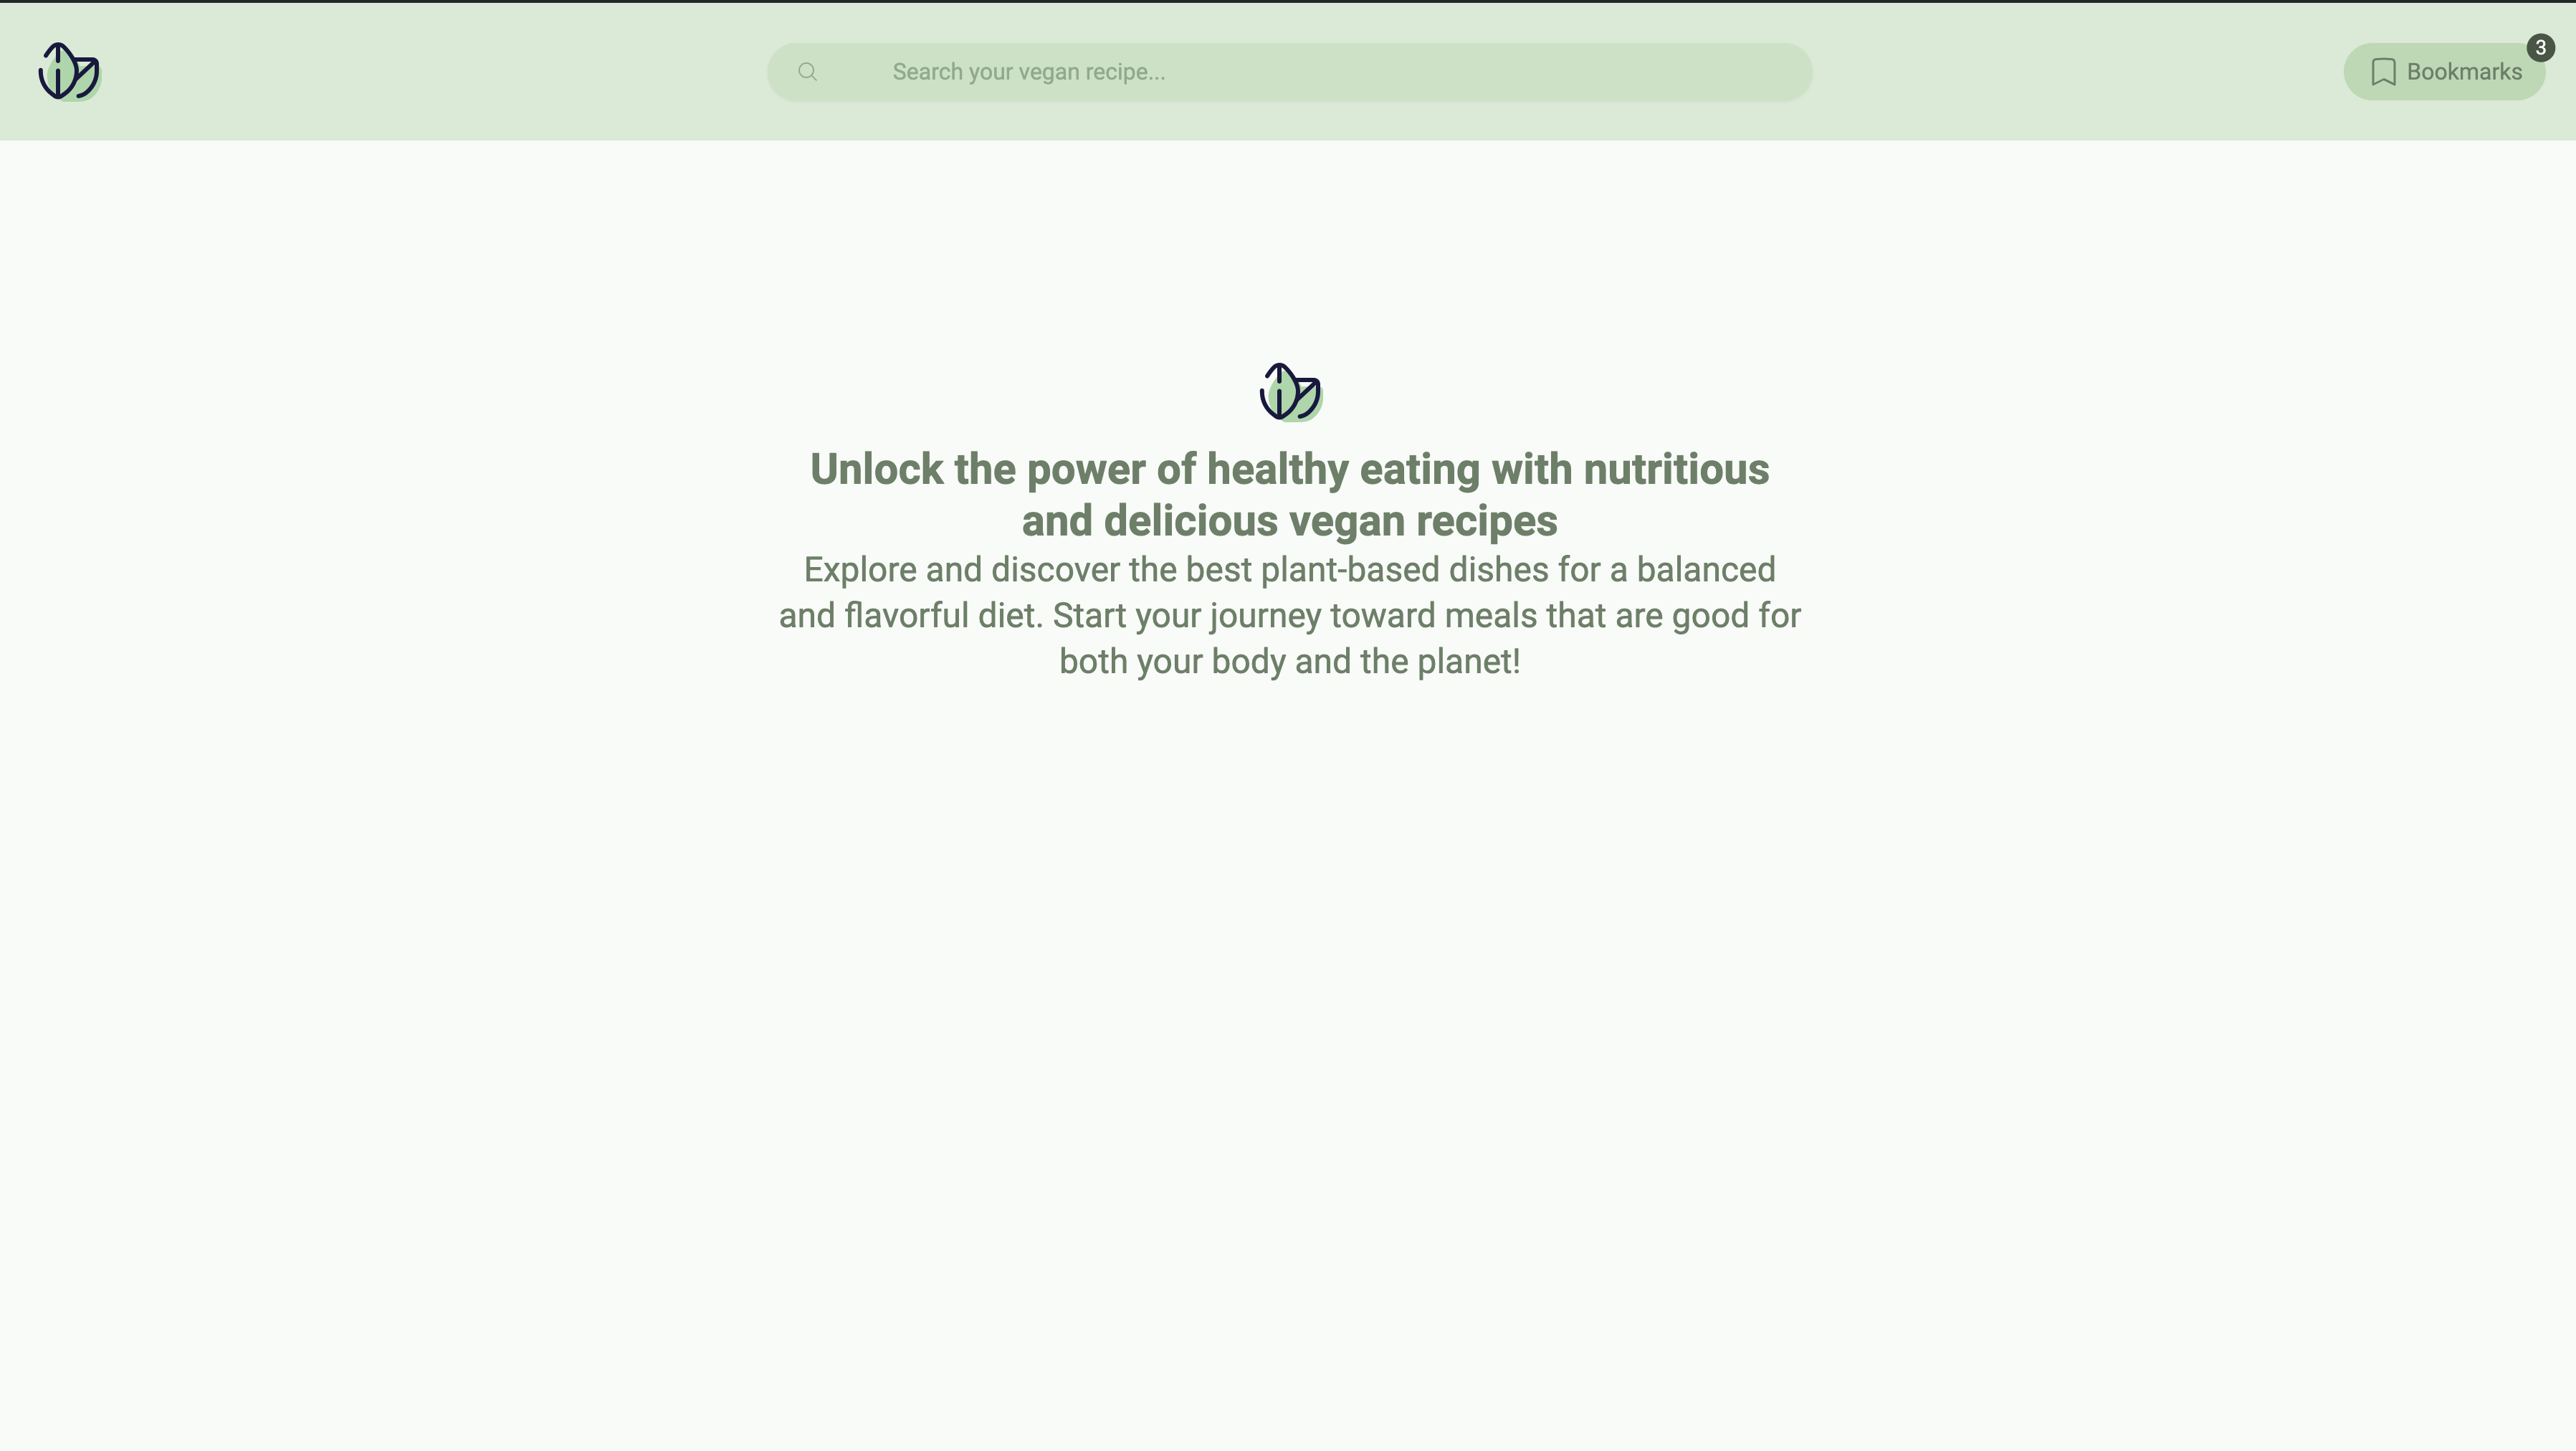 Search your vegan recipe...
Bookmarks
3
Unlock the power of healthy eating with nutritious
and delicious vegan recipes
Explore and discover the best plant-based dishes for a balanced
and flavorful diet. Start your journey toward meals that are good for
both your body and the planet!